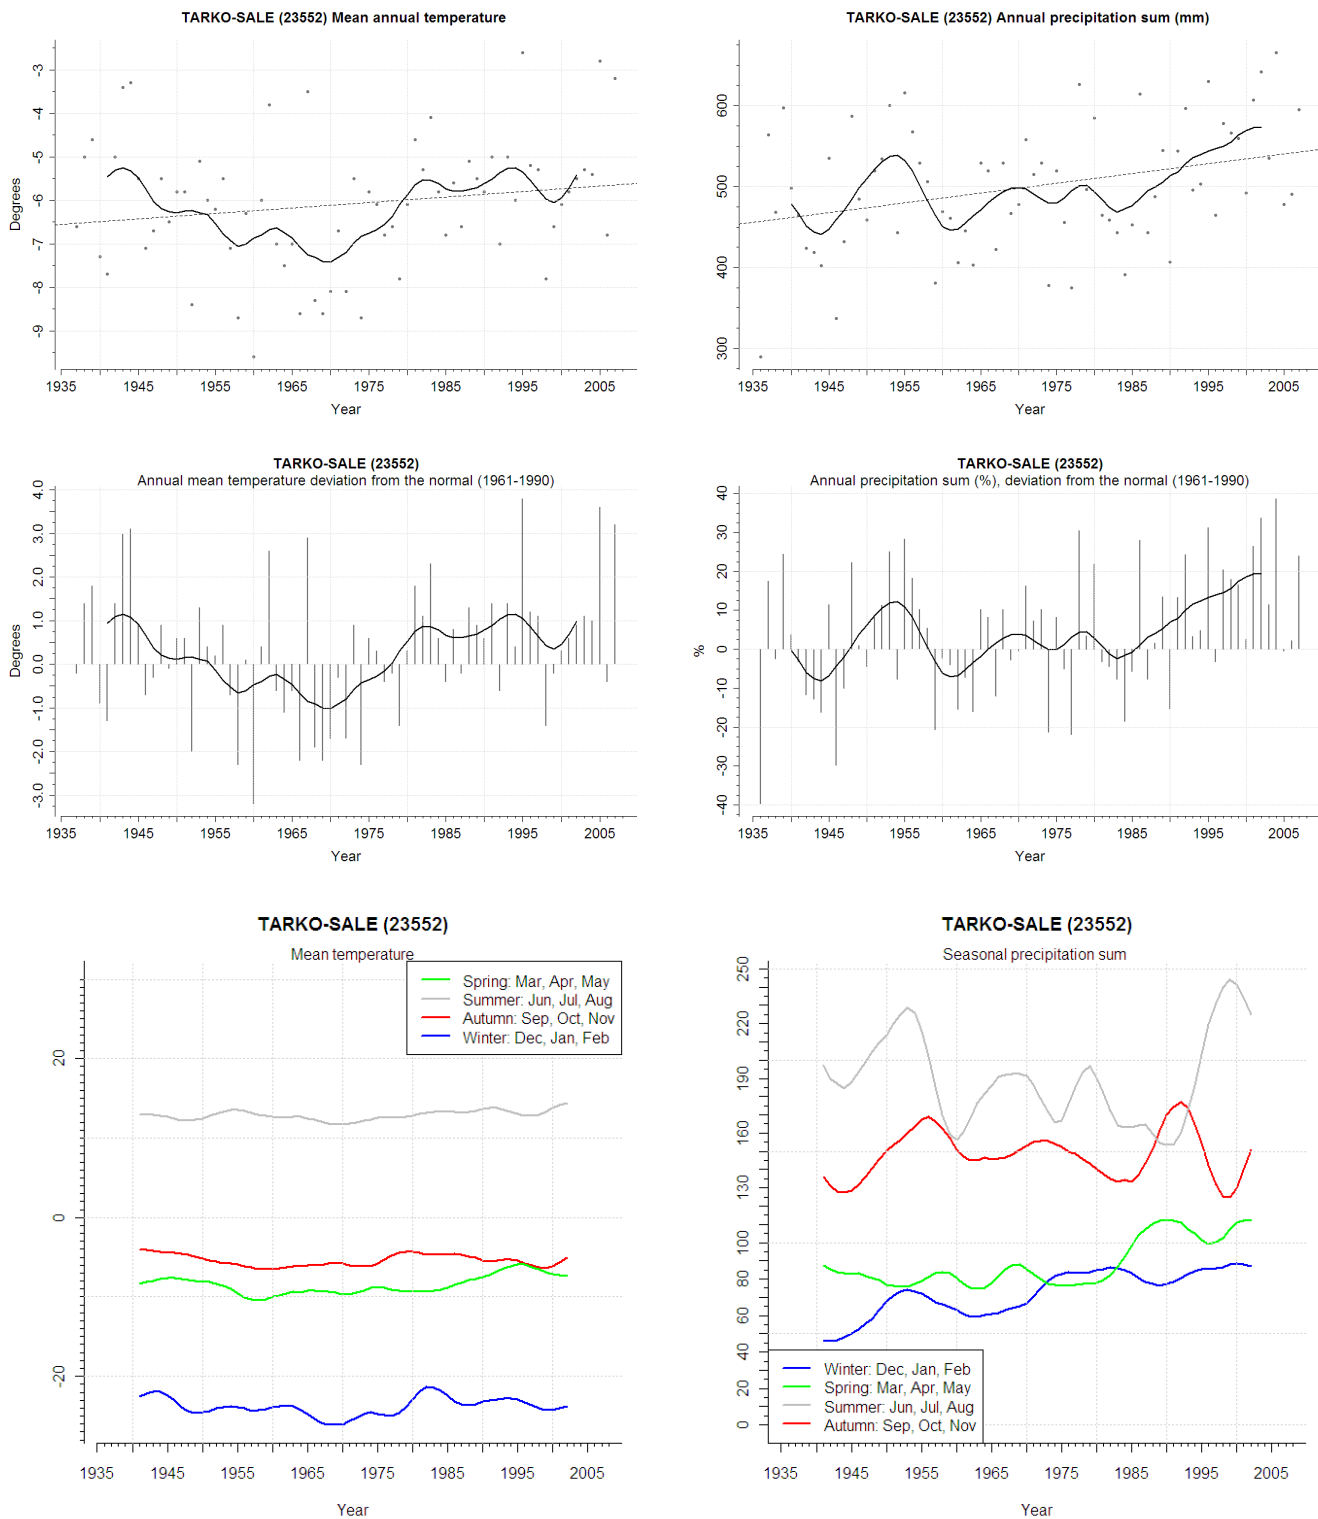 TARKO-SALE (23552) Mean annual temperature
Degrees
-3
-4
-5
-6
-7
-8
-9
1935 1945 1955 1965 1975 1985 1995 2005
Year
TARKO-SALE (23552) Annual precipitation sum (mm)
600
500
400
300
1935 1945 1955 1965 1975 1985 1995 2005
Year
TARKO-SALE (23552)
Annual mean temperature deviation from the normal (1961-1990)
Degrees
4.0
3.0
2.0
1.0
0.0
-1.0
-2.0
-3.0
1935 1945 1955 1965 1975 1985 1995 2005
Year
TARKO-SALE (23552)
Annual precipitation sum (%), deviation from the normal (1961-1990)
%
40
30
20
10
0
-10
-20
-30
-40
1935 1945 1955 1965 1975 1985 1995 2005
Year
TARKO-SALE (23552)
Mean temperature
Spring: Mar, Apr, May
Summer: Jun, Jul, Aug
Autumn: Sep, Oct, Nov
Winter: Dec, Jan, Feb
20
0
-20
1935 1945 1955 1965 1975 1985 1995 2005
Year
TARKO-SALE (23552)
Seasonal precipitation sum
250
220
190
160
130
100
80
60
40
20
0
Winter: Dec, Jan, Feb
Spring: Mar, Apr, May
Summer: Jun, Jul, Aug
Autumn: Sep, Oct, Nov
1935 1945 1955 1965 1975 1985 1995 2005
Year